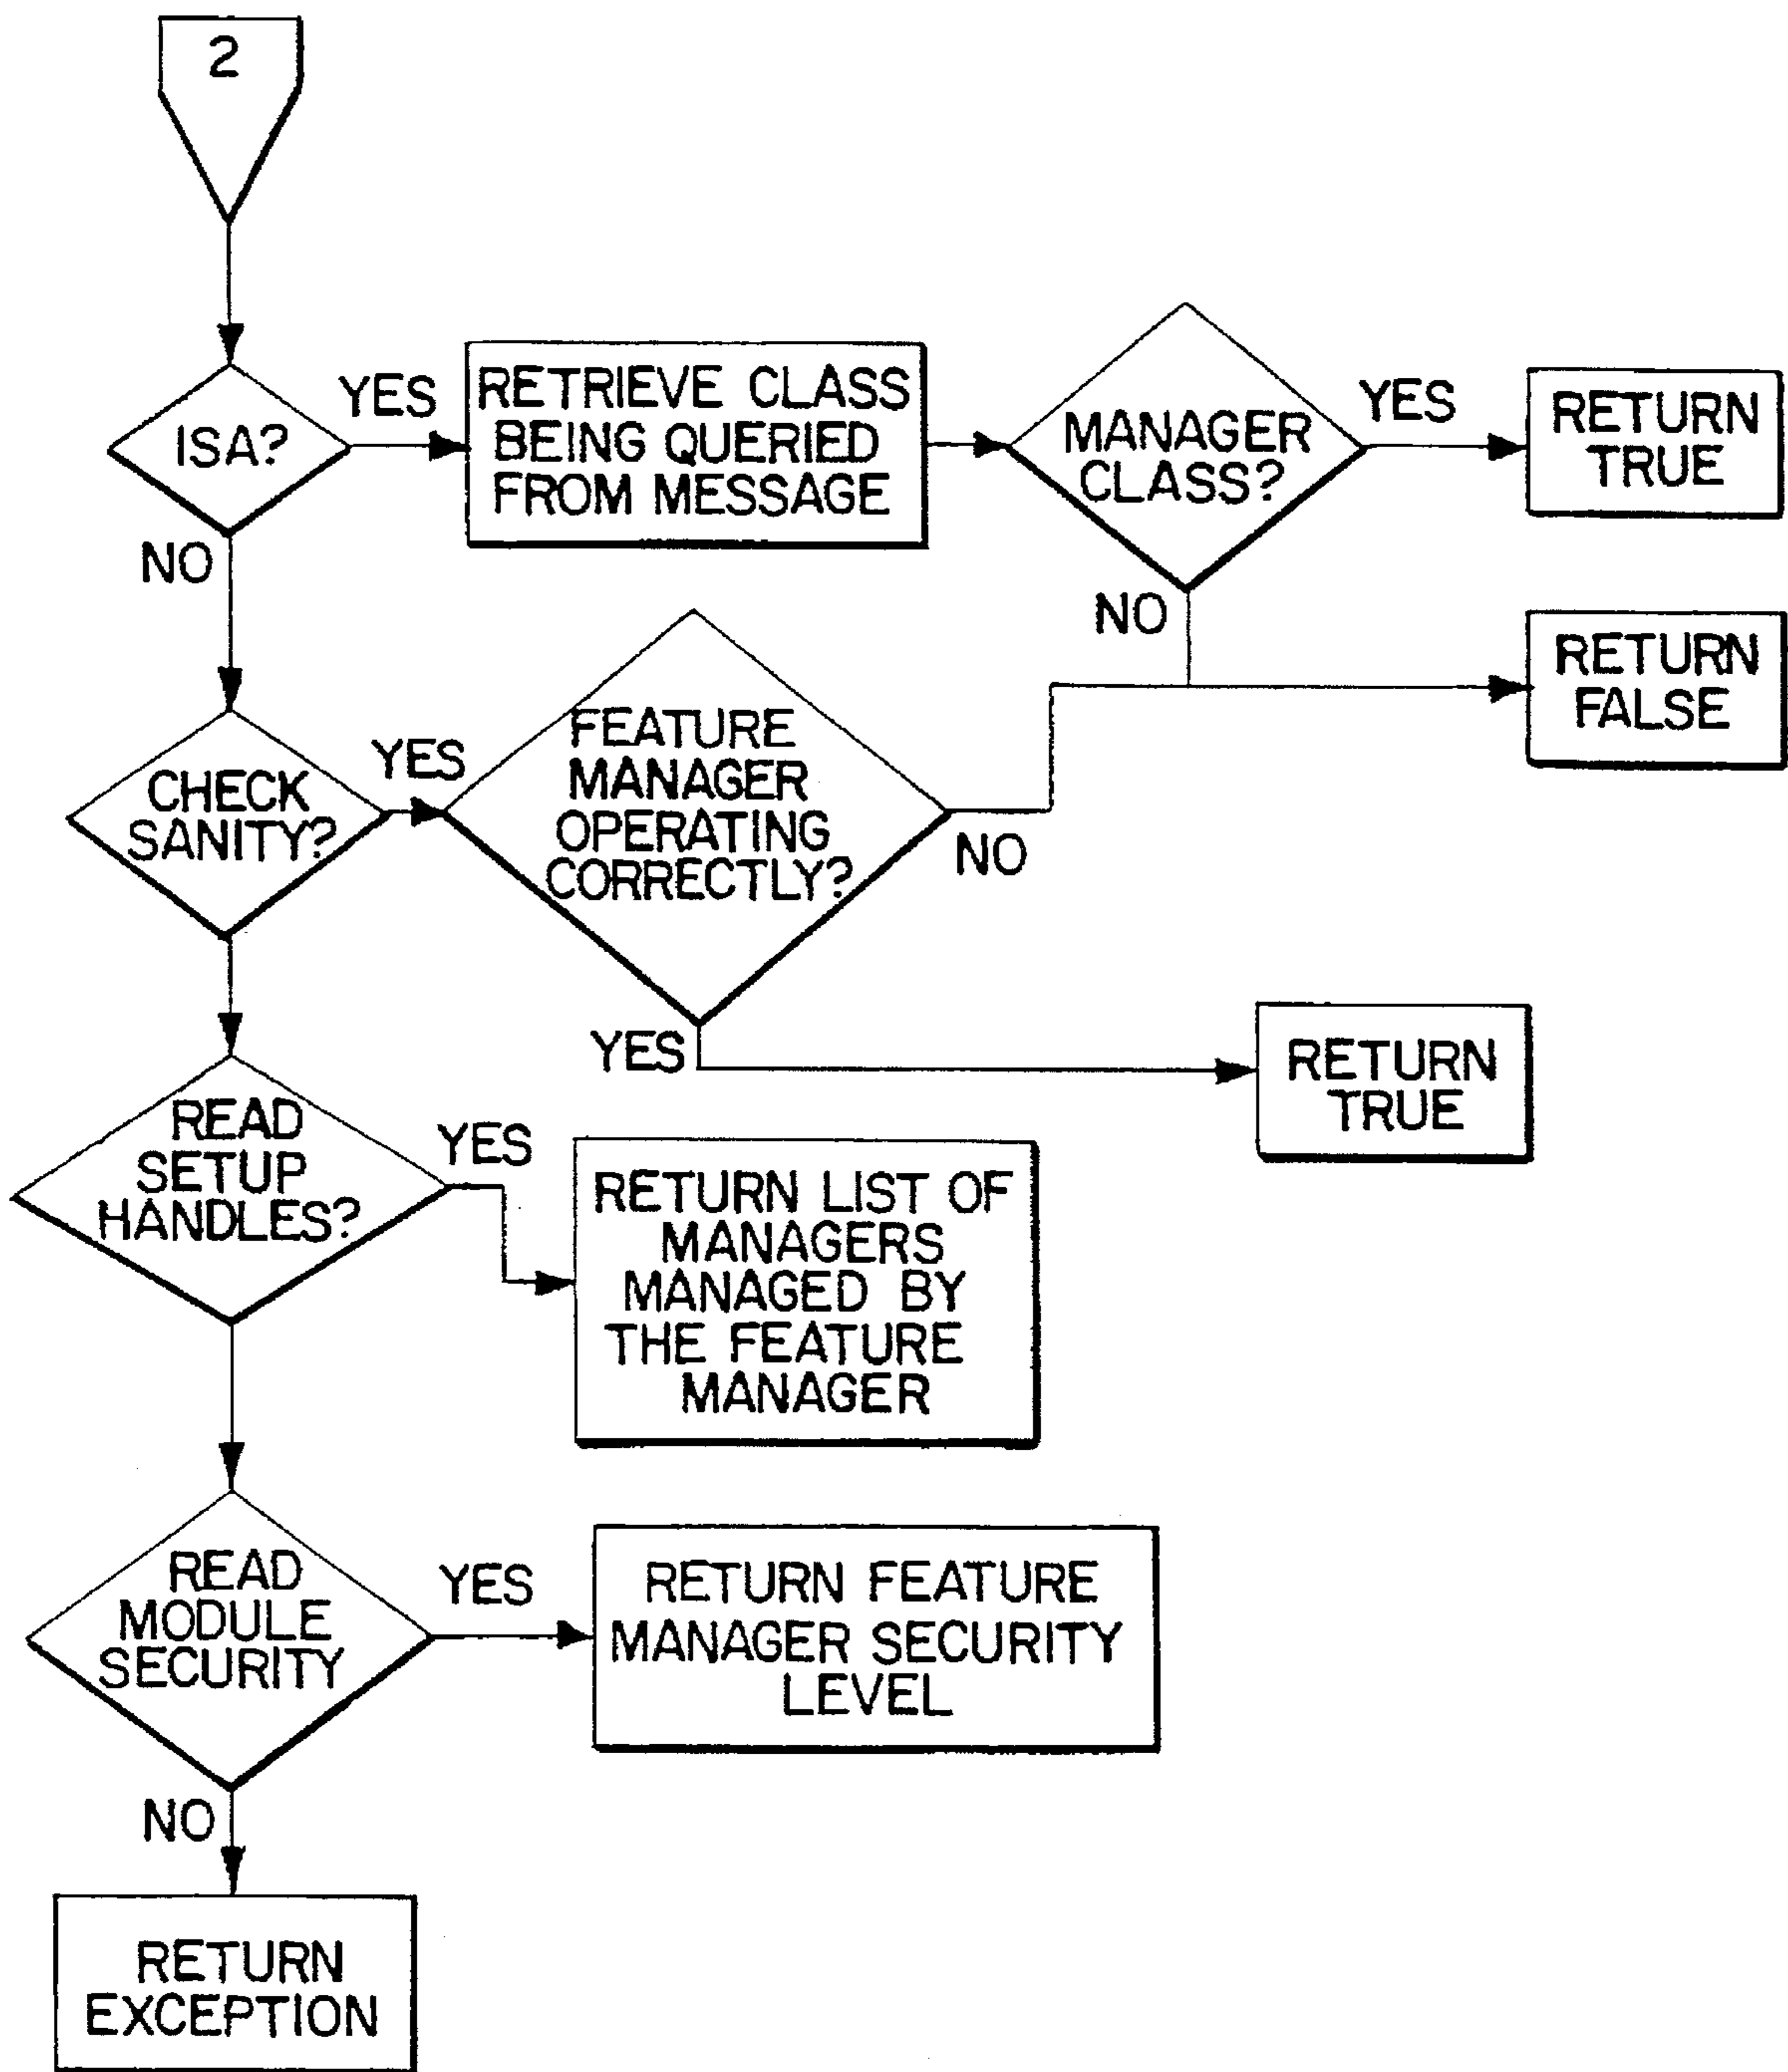 2
ISA?
YES
RETRIEVE CLASS
BEING QUERIED
FROM MESSAGE
MANAGER
CLASS?
YES
RETURN
TRUE
NO
NO
RETURN
FALSE
CHECK
SANITY?
YES
FEATURE
MANAGER
OPERATING
CORRECTLY?
NO
YES
RETURN
TRUE
READ
SETUP
HANDLES?
YES
RETURN LIST OF
MANAGERS
MANAGED BY
THE FEATURE
MANAGER
READ
MODULE
SECURITY
YES
RETURN FEATURE
MANAGER SECURITY
LEVEL
NO
RETURN
EXCEPTION